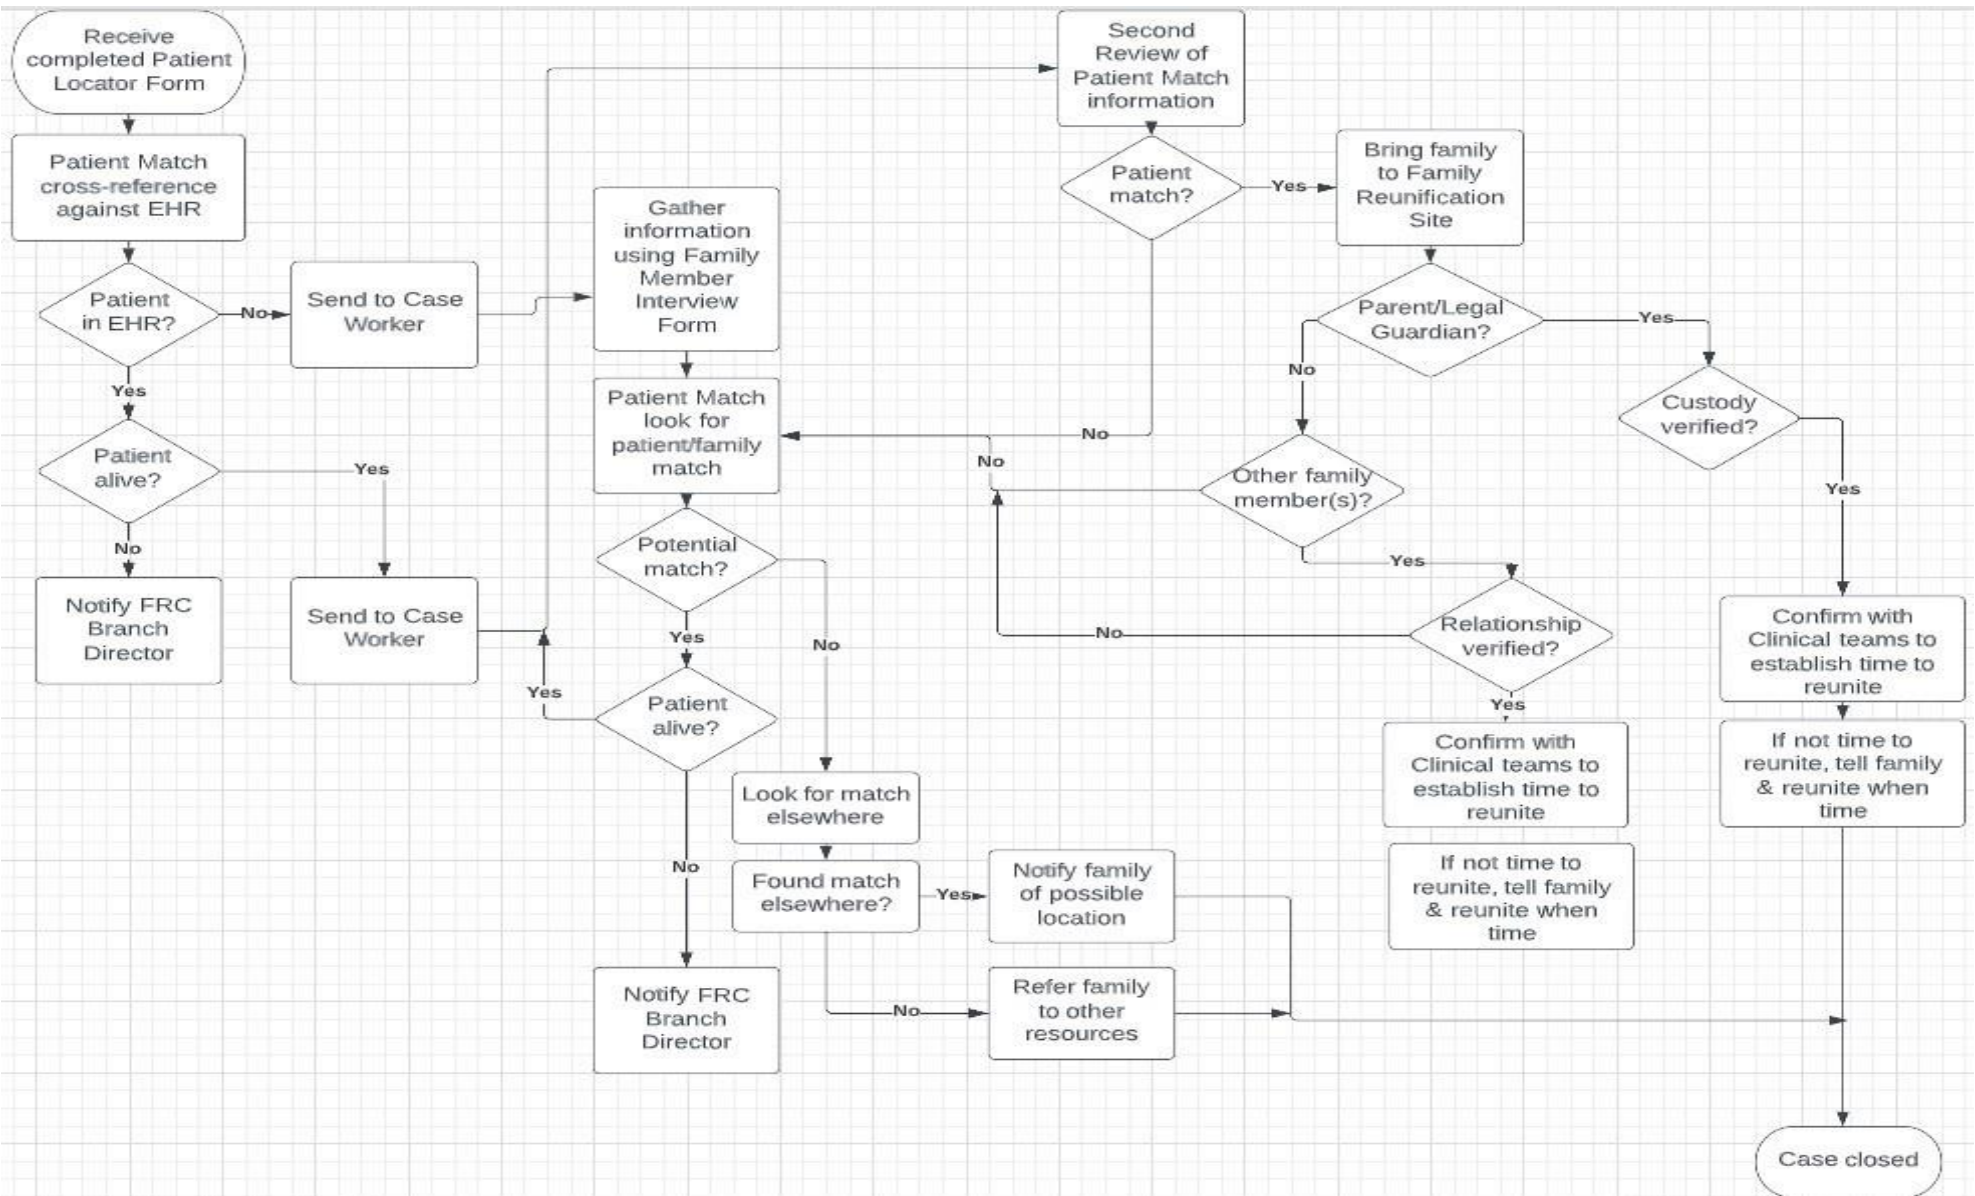 Receive
completed Patient
Locator Form
Patient Match
cross-reference
against EHR
Patient
in EHR?
No
Send to Case
Worker
Yes
Patient
alive?
Yes
No
Notify FRC
Branch
Director
Send to Case
Worker
Gather
information
using Family
Member
Interview
Form
Patient Match
look for
patient/family
match
Potential
match?
Yes
No
Patient
alive?
Yes
No
Notify FRC
Branch
Director
Look for match
elsewhere
Found match
elsewhere?
Yes
Notify family
of possible
location
No
Refer family
to other
resources
Second
Review of
Patient Match
information
Patient
match?
Yes
No
Bring family
to Family
Reunification
Site
Parent/Legal
Guardian?
Yes
No
Other family
member(s)?
No
Yes
Relationship
verified?
No
Yes
Confirm with
Clinical teams to
establish time to
reunite
If not time to
reunite, tell family
& reunite when
time
Custody
verified?
Yes
Confirm with
Clinical teams to
establish time to
reunite
If not time to
reunite, tell family
& reunite when
time
Case closed